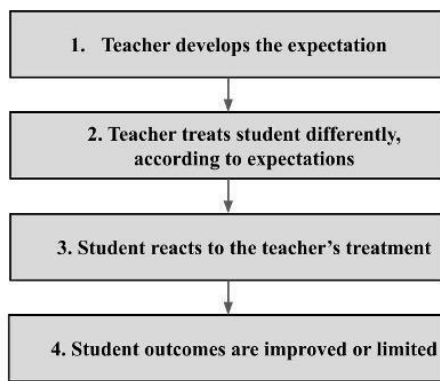 1. Teacher develops the expectation
2. Teacher treats student differently,
according to expectations
3. Student reacts to the teacher's treatment
4. Student outcomes are improved or limited